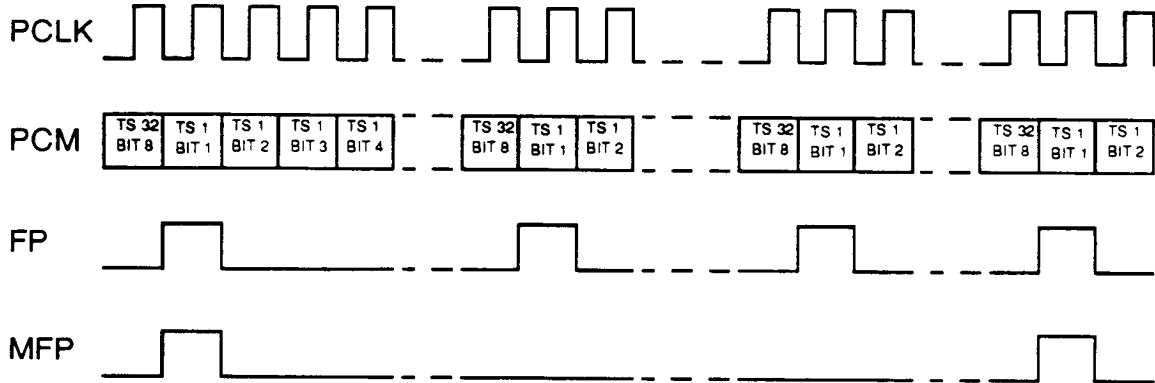 PCLK
PCM
TS 32 TS 1 TS 1 TS 1 TS 1 TS 32 TS 1 TS 1 TS 32 TS 1 TS 1 TS 32 TS 1 TS 1
BIT 8 BIT 1 BIT 2 BIT 3 BIT 4 BIT 8 BIT 1 BIT 2 BIT 8 BIT 1 BIT 2 BIT 8 BIT 1 BIT 2
FP
MFP